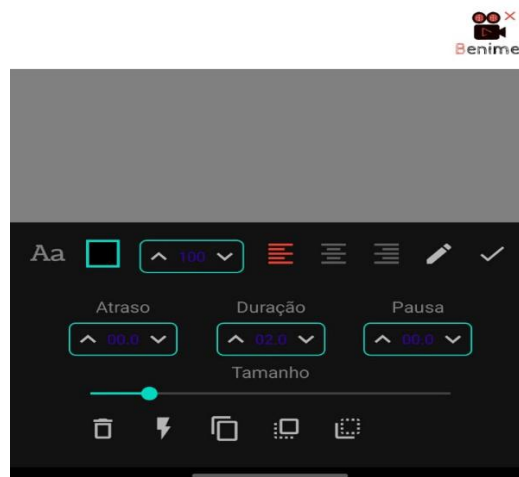 Benime
Aa 100
Atraso Duração Pausa
00.0 02.0 00.0
Tamanho